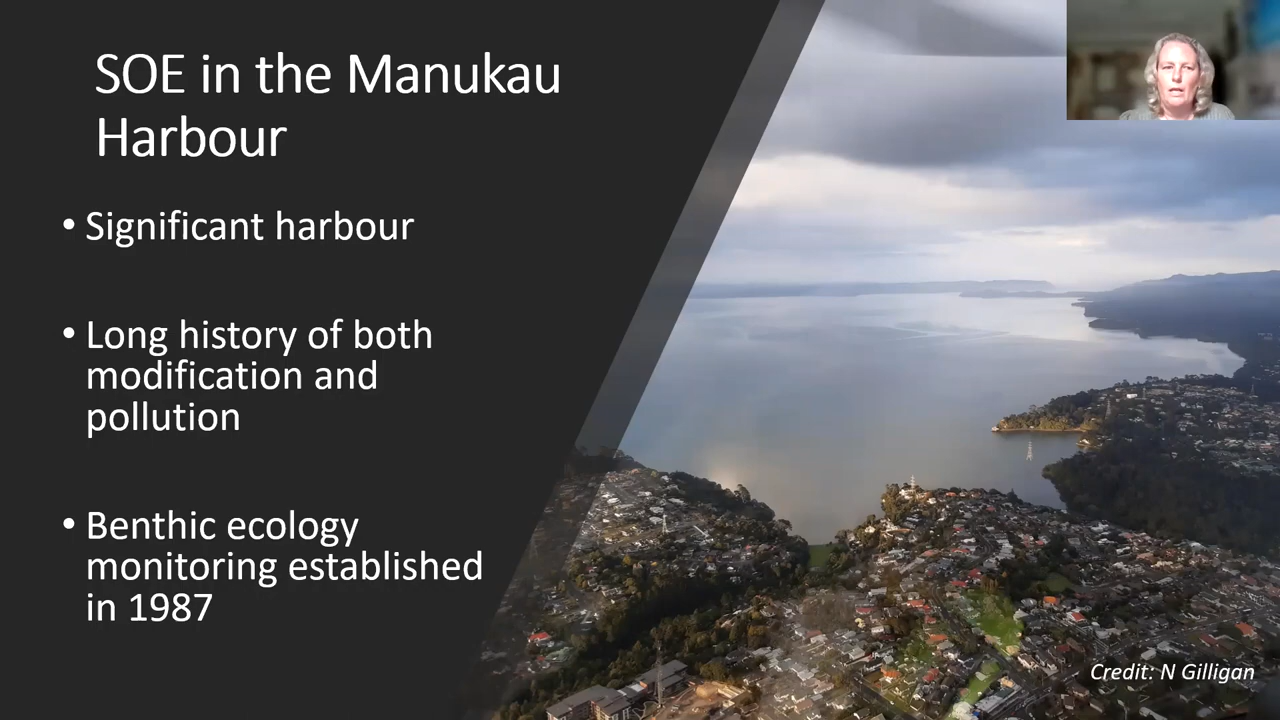 SOE in the Manukau
Harbour
• Significant harbour
• Long history of both
modification and
pollution
• Benthic ecology
monitoring established
in 1987
Credit: N Gilligan